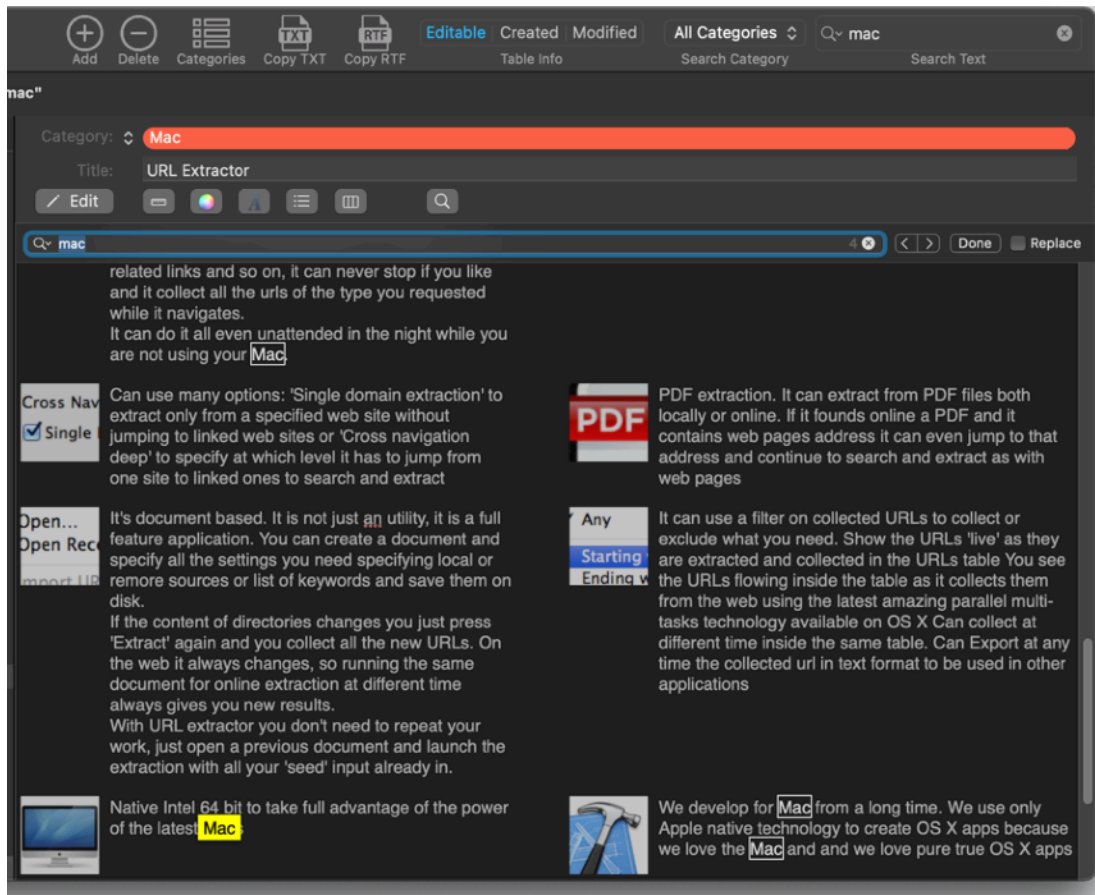 Add
Delete
Categories
TXT
Copy TXT
RTF
Copy RTF
Editable Created Modified
Table Info
All Categories
Search Category
mac
Search Text
mac"
Category: Mac
Title: URL Extractor
Edit
mac 4 Done Replace
related links and so on, it can never stop if you like
and it collect all the urls of the type you requested
while it navigates.
It can do it all even unattended in the night while you
are not using your Mac.
Cross Nav
Single
Can use many options: 'Single domain extraction' to
extract only from a specified web site without
jumping to linked web sites or 'Cross navigation
deep' to specify at which level it has to jump from
one site to linked ones to search and extract
PDF
PDF extraction. It can extract from PDF files both
locally or online. If it founds online a PDF and it
contains web pages address it can even jump to that
address and continue to search and extract as with
web pages
Open...
Open Rece
It's document based. It is not just an utility, it is a full
feature application. You can create a document and
specify all the settings you need specifying local or
remore sources or list of keywords and save them on
disk.
If the content of directories changes you just press
'Extract' again and you collect all the new URLs. On
the web it always changes, so running the same
document for online extraction at different time
always gives you new results.
With URL extractor you don't need to repeat your
work, just open a previous document and launch the
extraction with all your 'seed' input already in.
Any
Starting
Ending w
It can use a filter on collected URLs to collect or
exclude what you need. Show the URLs 'live' as they
are extracted and collected in the URLs table You see
the URLs flowing inside the table as it collects them
from the web using the latest amazing parallel multi-
tasks technology available on OS X Can collect at
different time inside the same table. Can Export at any
time the collected url in text format to be used in other
applications
Native Intel 64 bit to take full advantage of the power
of the latest Mac
We develop for Mac from a long time. We use only
Apple native technology to create OS X apps because
we love the Mac and and we love pure true OS X apps